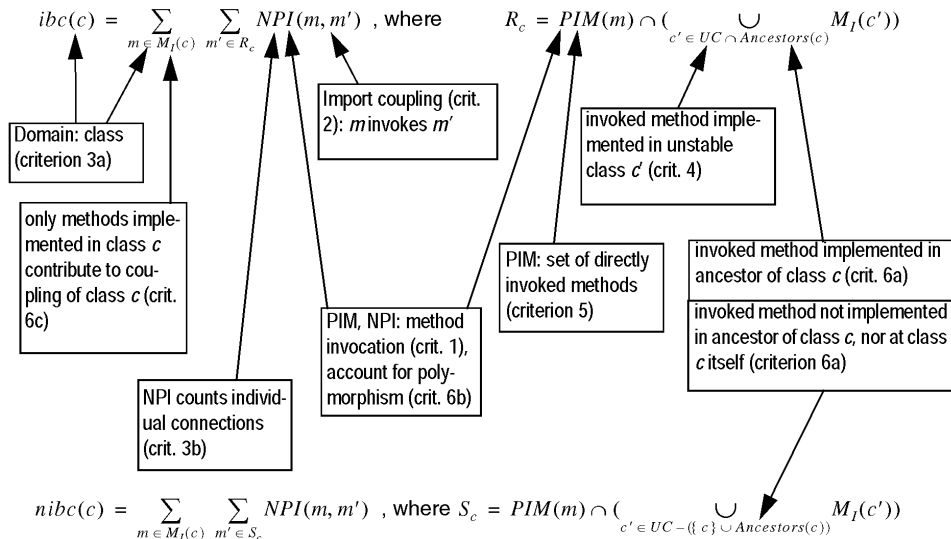 ibc(c) = ∑ ∑ NPI(m, m′) , where R_c = PIM(m) ∩ ( ∪ M_I(c′))
m ∈ M_I(c) m′ ∈ R_c c′ ∈ UC ∩ Ancestors(c)
Domain: class
(criterion 3a)
Import coupling (crit.
2): m invokes m′
invoked method imple-
mented in unstable
class c′ (crit. 4)
only methods imple-
mented in class c
contribute to cou-
pling of class c (crit.
6c)
PIM, NPI: method
invocation (crit. 1),
account for poly-
morphism (crit. 6b)
PIM: set of directly
invoked methods
(criterion 5)
invoked method implemented in
ancestor of class c (crit. 6a)
invoked method not implemented
in ancestor of class c, nor at class
c itself (criterion 6a)
NPI counts individ-
ual connections
(crit. 3b)
nibc(c) = ∑ ∑ NPI(m, m′) , where S_c = PIM(m) ∩ ( ∪ M_I(c′))
m ∈ M_I(c) m′ ∈ S_c c′ ∈ UC – ({ c } ∪ Ancestors(c))